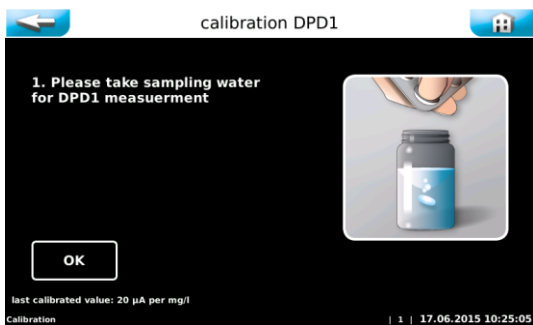 calibration DPD1
1. Please take sampling water
for DPD1 measuerment
OK
last calibrated value: 20 µA per mg/l
Calibration
| 1 | 17.06.2015 10:25:05